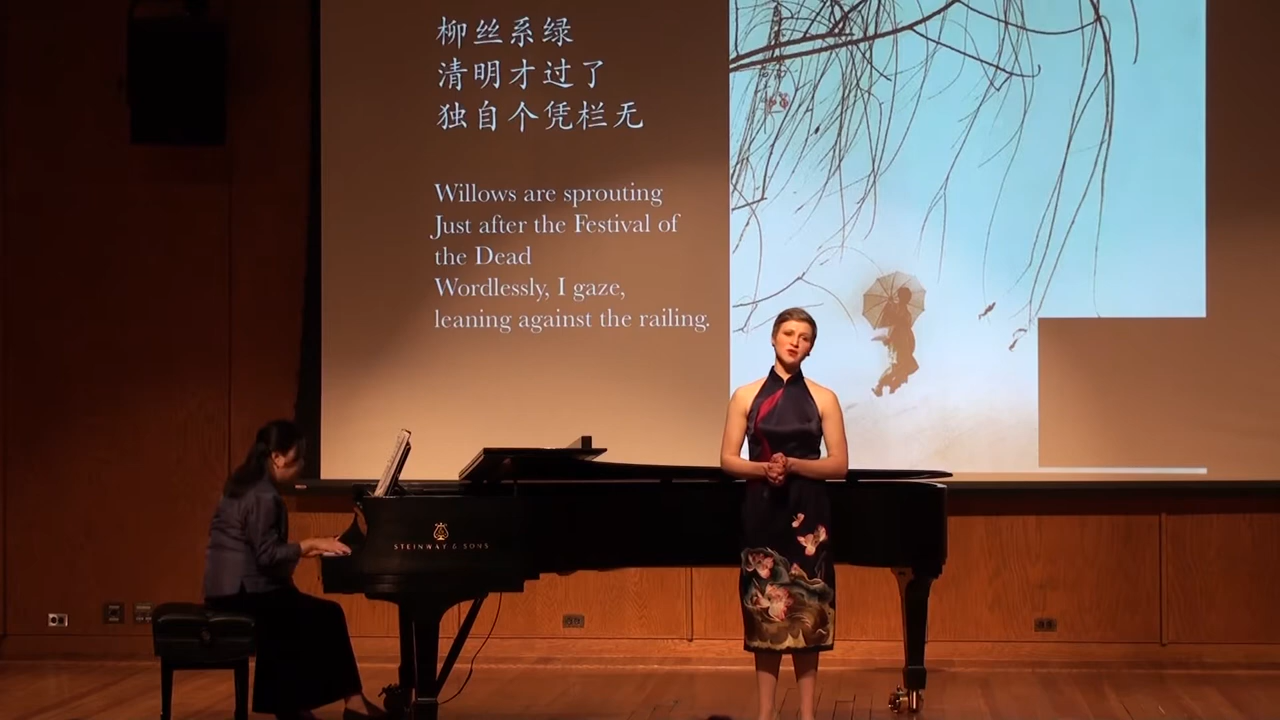 柳丝系绿
清明才过了
独自个凭栏无
Willows are sprouting
Just after the Festival of
the Dead
Wordlessly, I gaze,
leaning against the railing.
STEINWAY & SONS